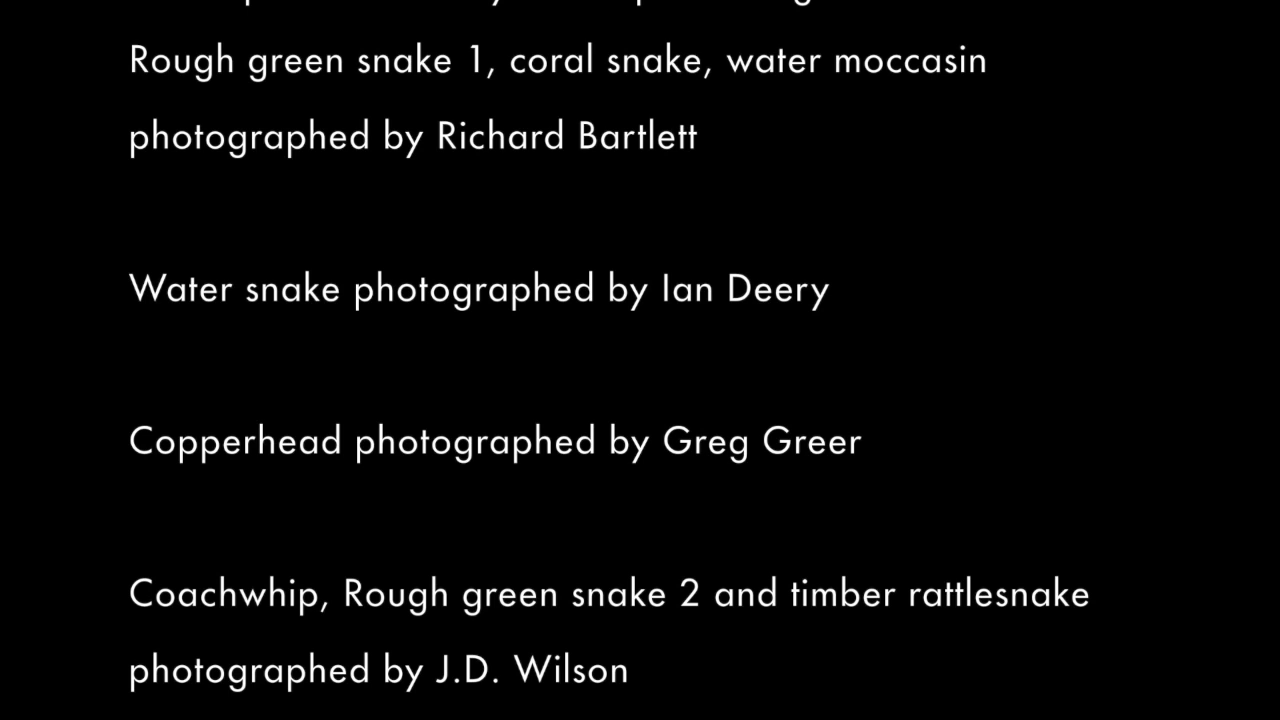 Rough green snake 1, coral snake, water moccasin
photographed by Richard Bartlett
Water snake photographed by Ian Deery
Copperhead photographed by Greg Greer
Coachwhip, Rough green snake 2 and timber rattlesnake
photographed by J.D. Wilson